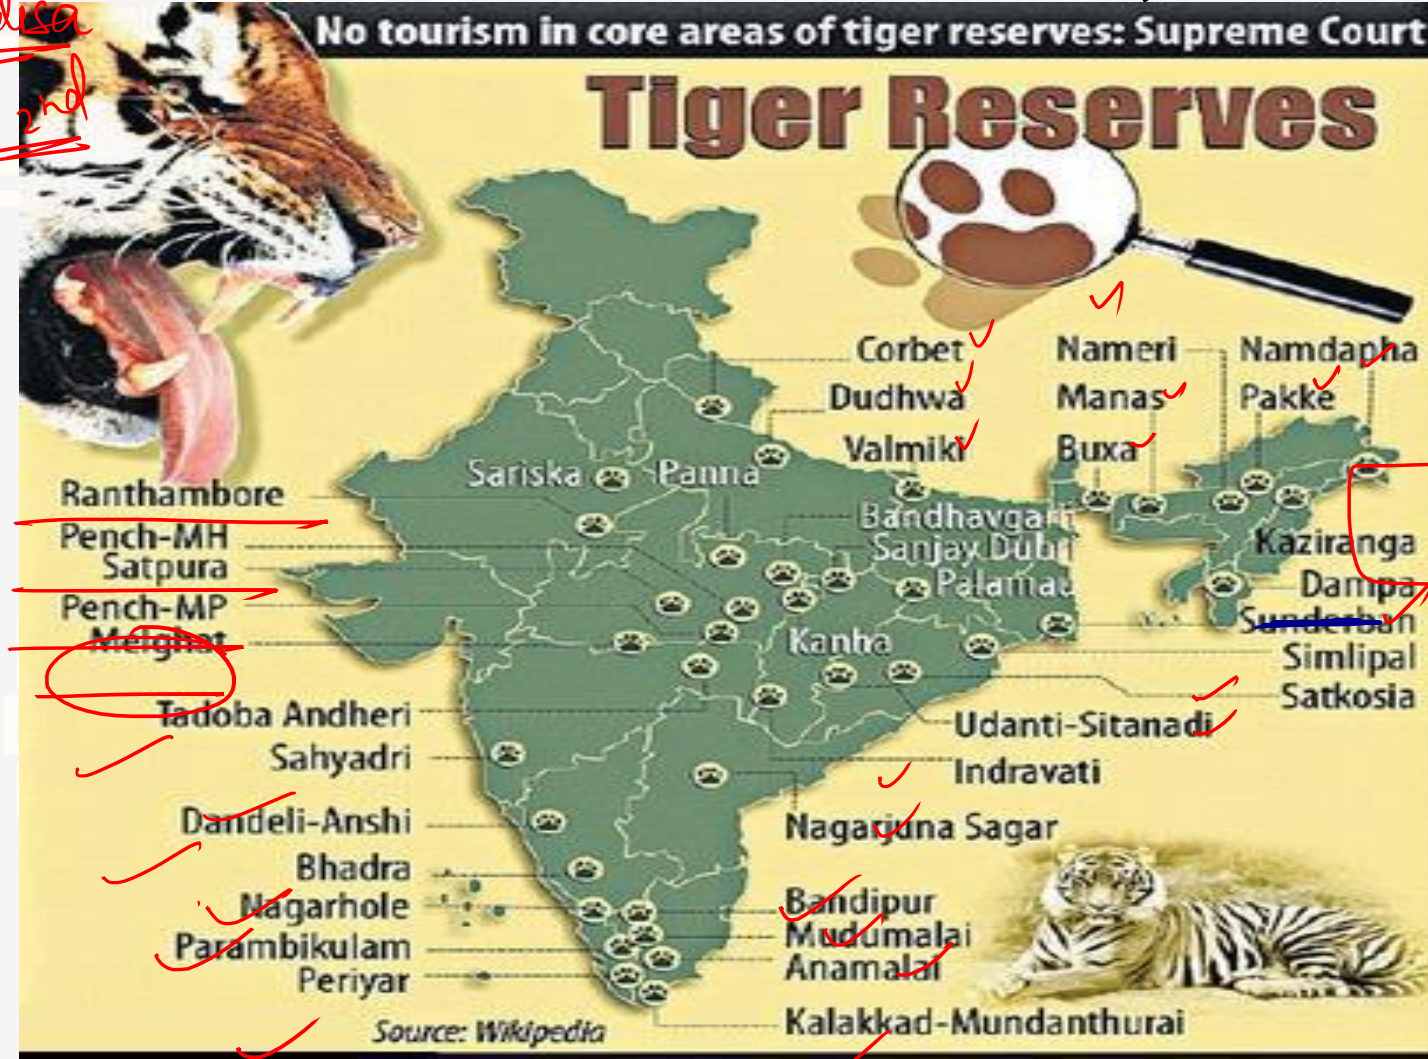 No tourism in core areas of tiger reserves: Supreme Court
2nd
Tiger Reserves
Corbet
Nameri
Namdapha
Dudhwa
Manas
Pakke
Valmiki
Buxa
Sariska
Panna
Ranthambore
Bandhavgarh
Pench-MH
Sanjay Dubri
Kaziranga
Satpura
Palamau
Dampa
Pench-MP
Sunderban
Melghat
Kanha
Simlipal
Satkosia
Tadoba Andheri
Udanti-Sitanadi
Sahyadri
Indravati
Dandeli-Anshi
Nagarjuna Sagar
Bhadra
Nagarhole
Bandipur
Parambikulam
Mudumalai
Periyar
Anamalai
Source: Wikipedia
Kalakkad-Mundanthurai